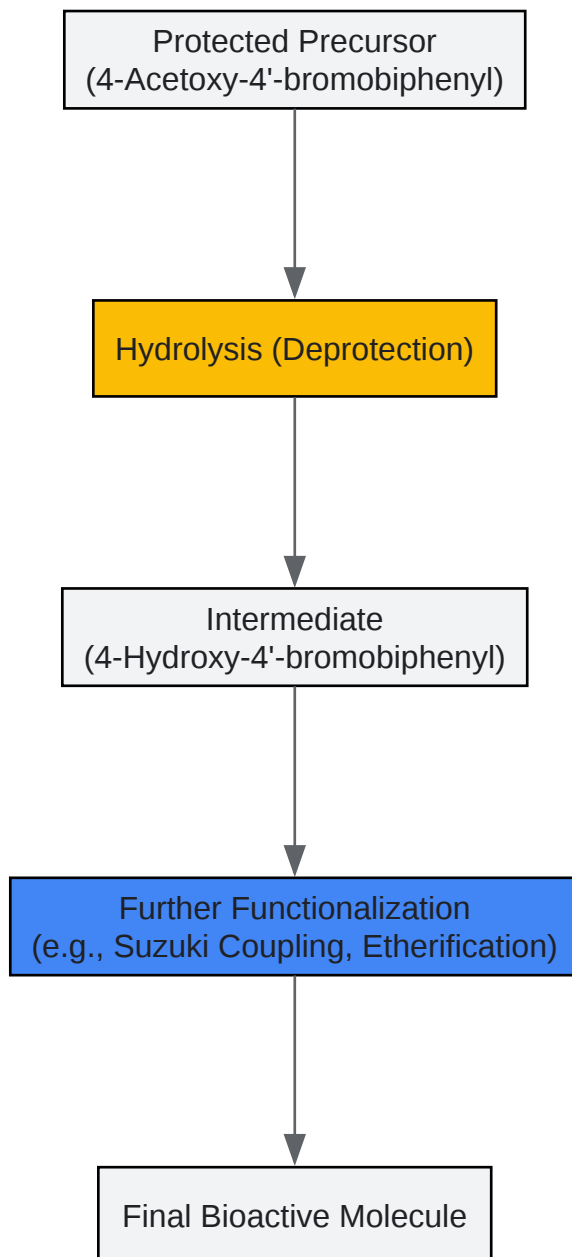 Protected Precursor
(4-Acetoxy-4'-bromobiphenyl)
Hydrolysis (Deprotection)
Intermediate
(4-Hydroxy-4'-bromobiphenyl)
Further Functionalization
(e.g., Suzuki Coupling, Etherification)
Final Bioactive Molecule